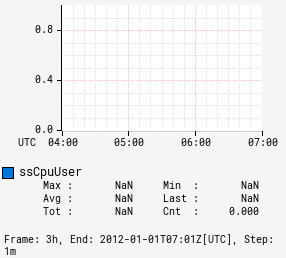 0.8
0.4
0.0
UTC 04:00 05:00 06:00 07:00
ssCpuUser
Max : NaN Min : NaN
Avg : NaN Last : NaN
Tot : NaN Cnt : 0.000
Frame: 3h, End: 2012-01-01T07:01Z[UTC], Step:
1m